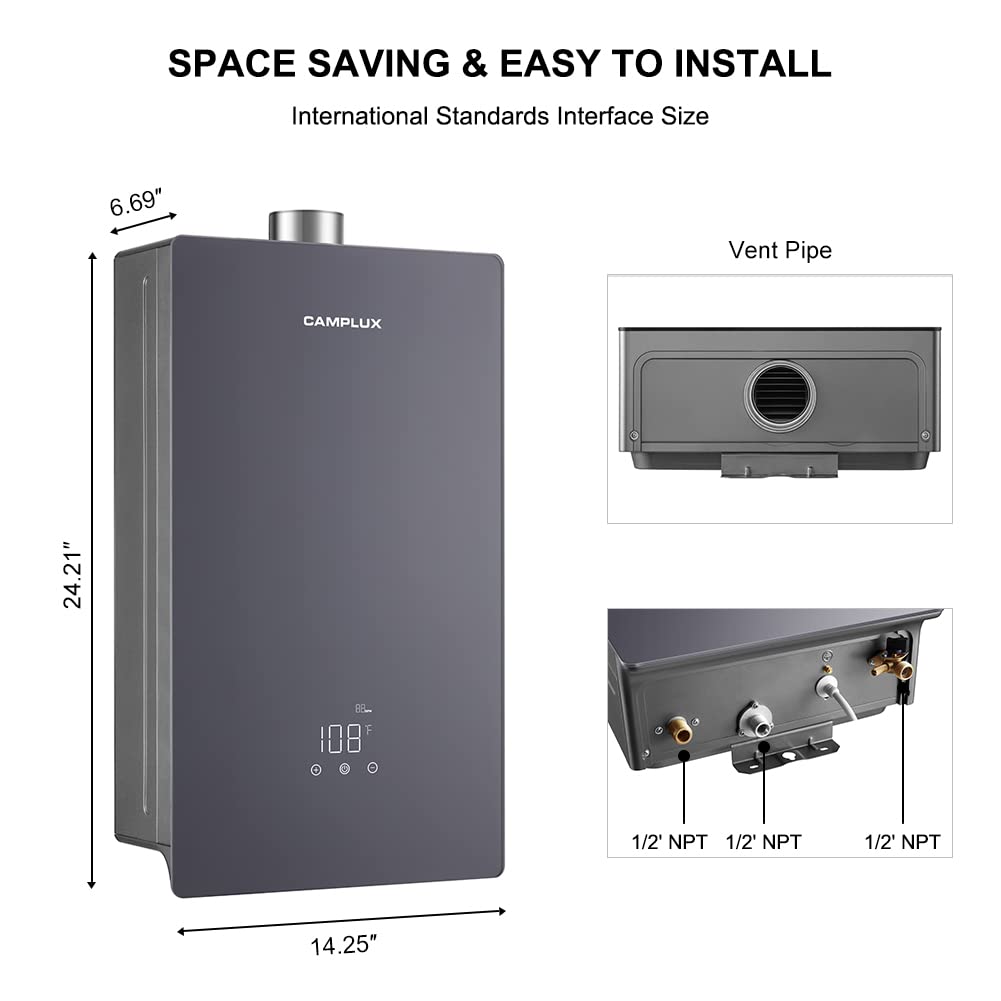 SPACE SAVING & EASY TO INSTALL
International Standards Interface Size
6.69"
Vent Pipe
CAMPLUX
24.21"
108°F
1/2' NPT 1/2' NPT 1/2' NPT
14.25"